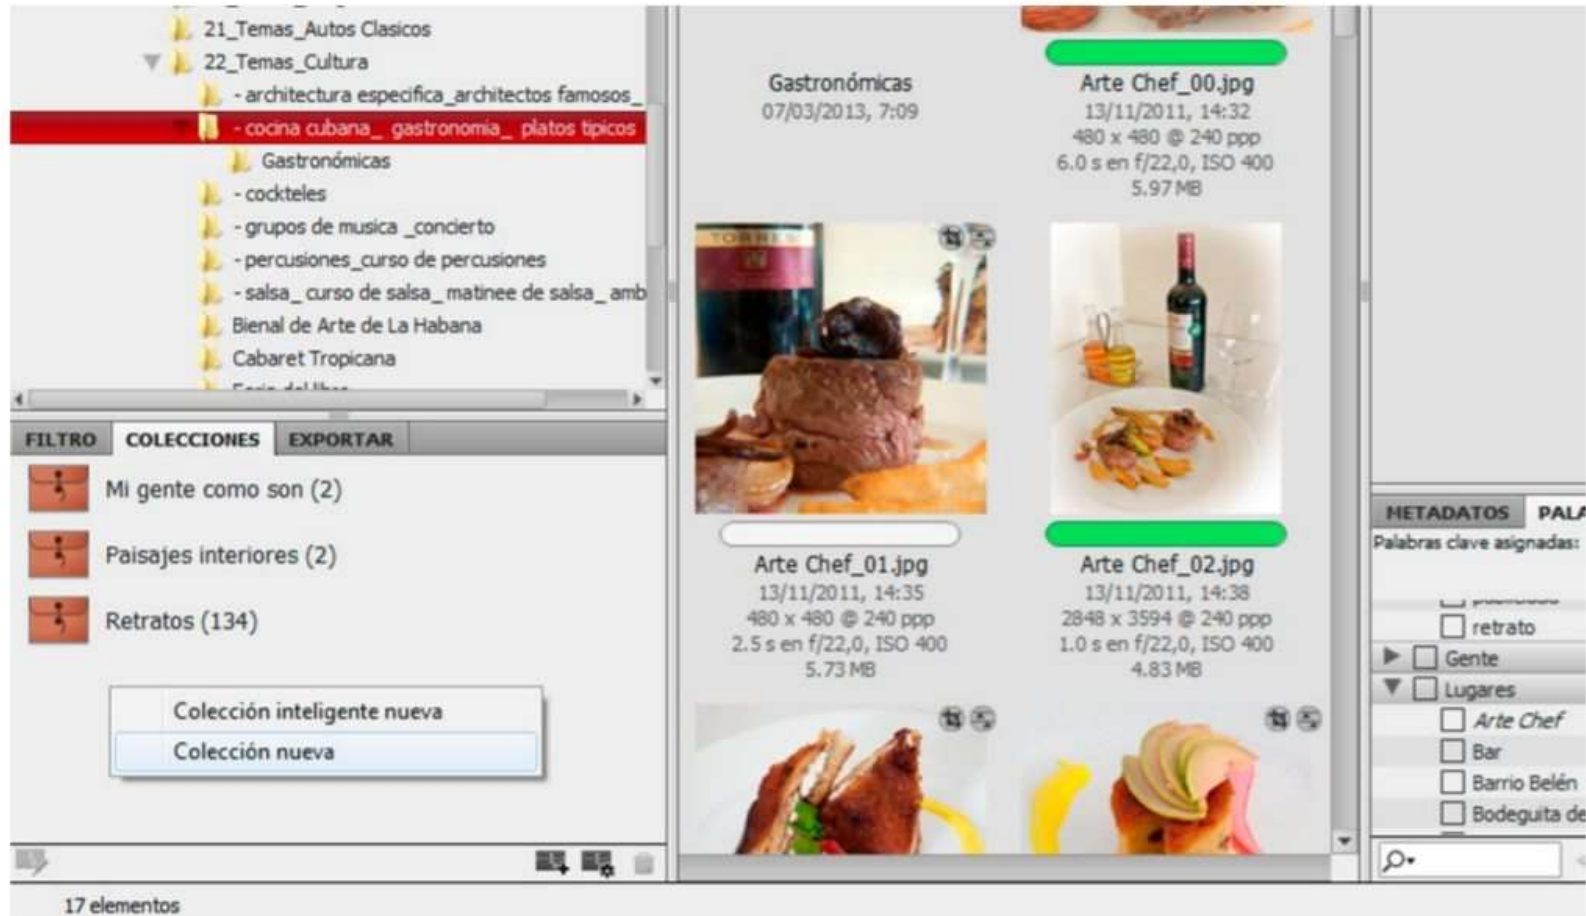 21_Temas_Autos Clasicos
22_Temas_Cultura
- architectura especifica_architectos famosos_
- cocina cubana_ gastronomia_ platos tipicos
Gastronómicas
- cockteles
- grupos de musica _concierto
- percusiones_curso de percusiones
- salsa_ curso de salsa_ matinee de salsa_ amb
Bienal de Arte de La Habana
Cabaret Tropicana
FILTRO COLECCIONES EXPORTAR
Mi gente como son (2)
Paisajes interiores (2)
Retratos (134)
Colección inteligente nueva
Colección nueva
17 elementos
Gastronómicas
07/03/2013, 7:09
Arte Chef_00.jpg
13/11/2011, 14:32
480 x 480 @ 240 ppp
6.0 s en f/22,0, ISO 400
5.97 MB
TORRES
Arte Chef_01.jpg
13/11/2011, 14:35
480 x 480 @ 240 ppp
2.5 s en f/22,0, ISO 400
5.73 MB
Arte Chef_02.jpg
13/11/2011, 14:38
2848 x 3594 @ 240 ppp
1.0 s en f/22,0, ISO 400
4.83 MB
METADATOS PALA
Palabras clave asignadas:
retrato
Gente
Lugares
Arte Chef
Bar
Barrio Belén
Bodeguita de